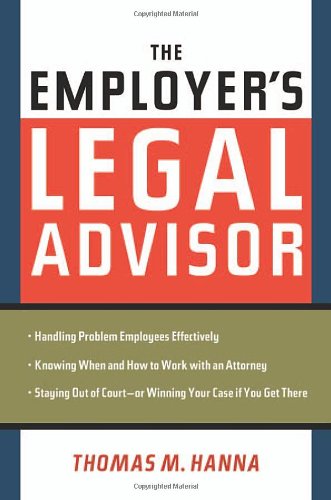 THE
EMPLOYER'S
LEGAL
ADVISOR
• Handling Problem Employees Effectively
• Knowing When and How to Work with an Attorney
• Staying Out of Court—or Winning Your Case if You Get There
THOMAS M. HANNA